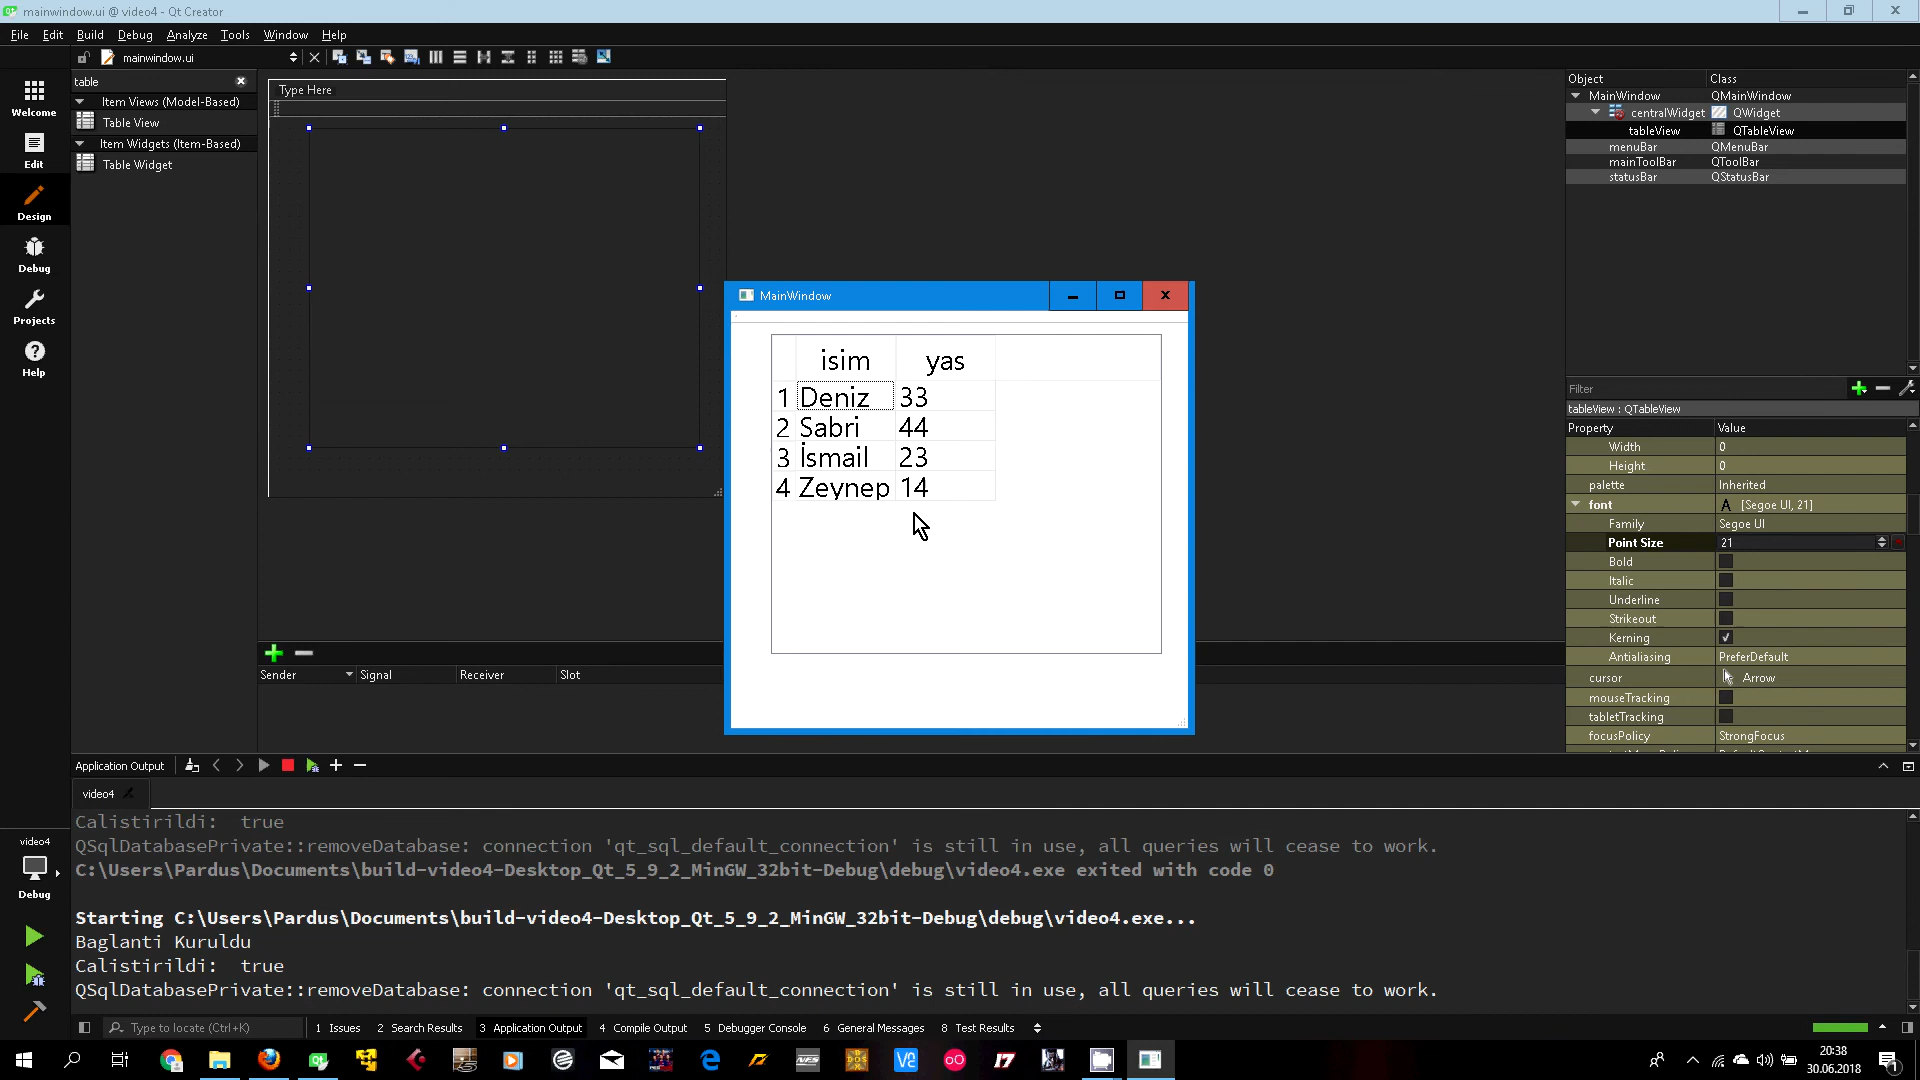 mainwindow.ui @ video4 - Qt Creator
File Edit Build Debug Analyze Tools Window Help
mainwindow.ui
table
Item Views (Model-Based)
Table View
Item Widgets (Item-Based)
Table Widget
Welcome
Edit
Design
Debug
Projects
Help
Type Here
MainWindow
isim yas
1 Deniz 33
2 Sabri 44
3 İsmail 23
4 Zeynep 14
Sender Signal Receiver Slot
Object Class
MainWindow QMainWindow
centralWidget QWidget
tableView QTableView
menuBar QMenuBar
mainToolBar QToolBar
statusBar QStatusBar
Filter
tableView : QTableView
Property Value
Width 0
Height 0
palette Inherited
font A [Segoe UI, 21]
Family Segoe UI
Point Size 21
Bold
Italic
Underline
Strikeout
Kerning
Antialiasing PreferDefault
cursor Arrow
mouseTracking
tabletTracking
focusPolicy StrongFocus
Application Output
video4
Calistirildi: true
QSqlDatabasePrivate::removeDatabase: connection 'qt_sql_default_connection' is still in use, all queries will cease to work.
C:\Users\Pardus\Documents\build-video4-Desktop_Qt_5_9_2_MinGW_32bit-Debug\debug\video4.exe exited with code 0
Starting C:\Users\Pardus\Documents\build-video4-Desktop_Qt_5_9_2_MinGW_32bit-Debug\debug\video4.exe...
Baglanti Kuruldu
Calistirildi: true
QSqlDatabasePrivate::removeDatabase: connection 'qt_sql_default_connection' is still in use, all queries will cease to work.
video4
Debug
Type to locate (Ctrl+K)
1 Issues 2 Search Results 3 Application Output 4 Compile Output 5 Debugger Console 6 General Messages 8 Test Results
20:38
30.06.2018